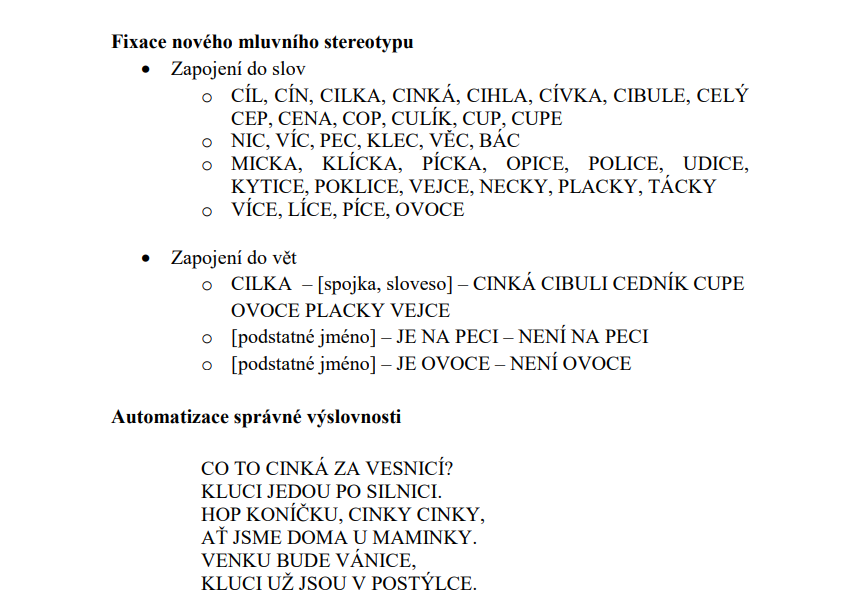 Fixace nového mluvního stereotypu
• Zapojení do slov
o CÍL, CÍN, CILKA, CINKÁ, CIHLA, CÍVKA, CIBULE, CELÝ
CEP, CENA, COP, CULÍK, CUP, CUPE
o NIC, VÍC, PEC, KLEC, VĚC, BÁC
o MICKA, KLÍCKA, PÍCKA, OPICE, POLICE, UDICE,
KYTICE, POKLICE, VEJCE, NECKY, PLACKY, TÁCKY
o VÍCE, LÍCE, PÍCE, OVOCE
• Zapojení do vět
o CILKA – [spojka, sloveso] – CINKÁ CIBULI CEDNÍK CUPE
OVOCE PLACKY VEJCE
o [podstatné jméno] – JE NA PECI – NENÍ NA PECI
o [podstatné jméno] – JE OVOCE – NENÍ OVOCE
Automatizace správné výslovnosti
CO TO CINKÁ ZA VESNICÍ?
KLUCI JEDOU PO SILNICI.
HOP KONÍČKU, CINKY CINKY,
AŤ JSME DOMA U MAMINKY.
VENKU BUDE VÁNICE,
KLUCI UŽ JSOU V POSTÝLCE.